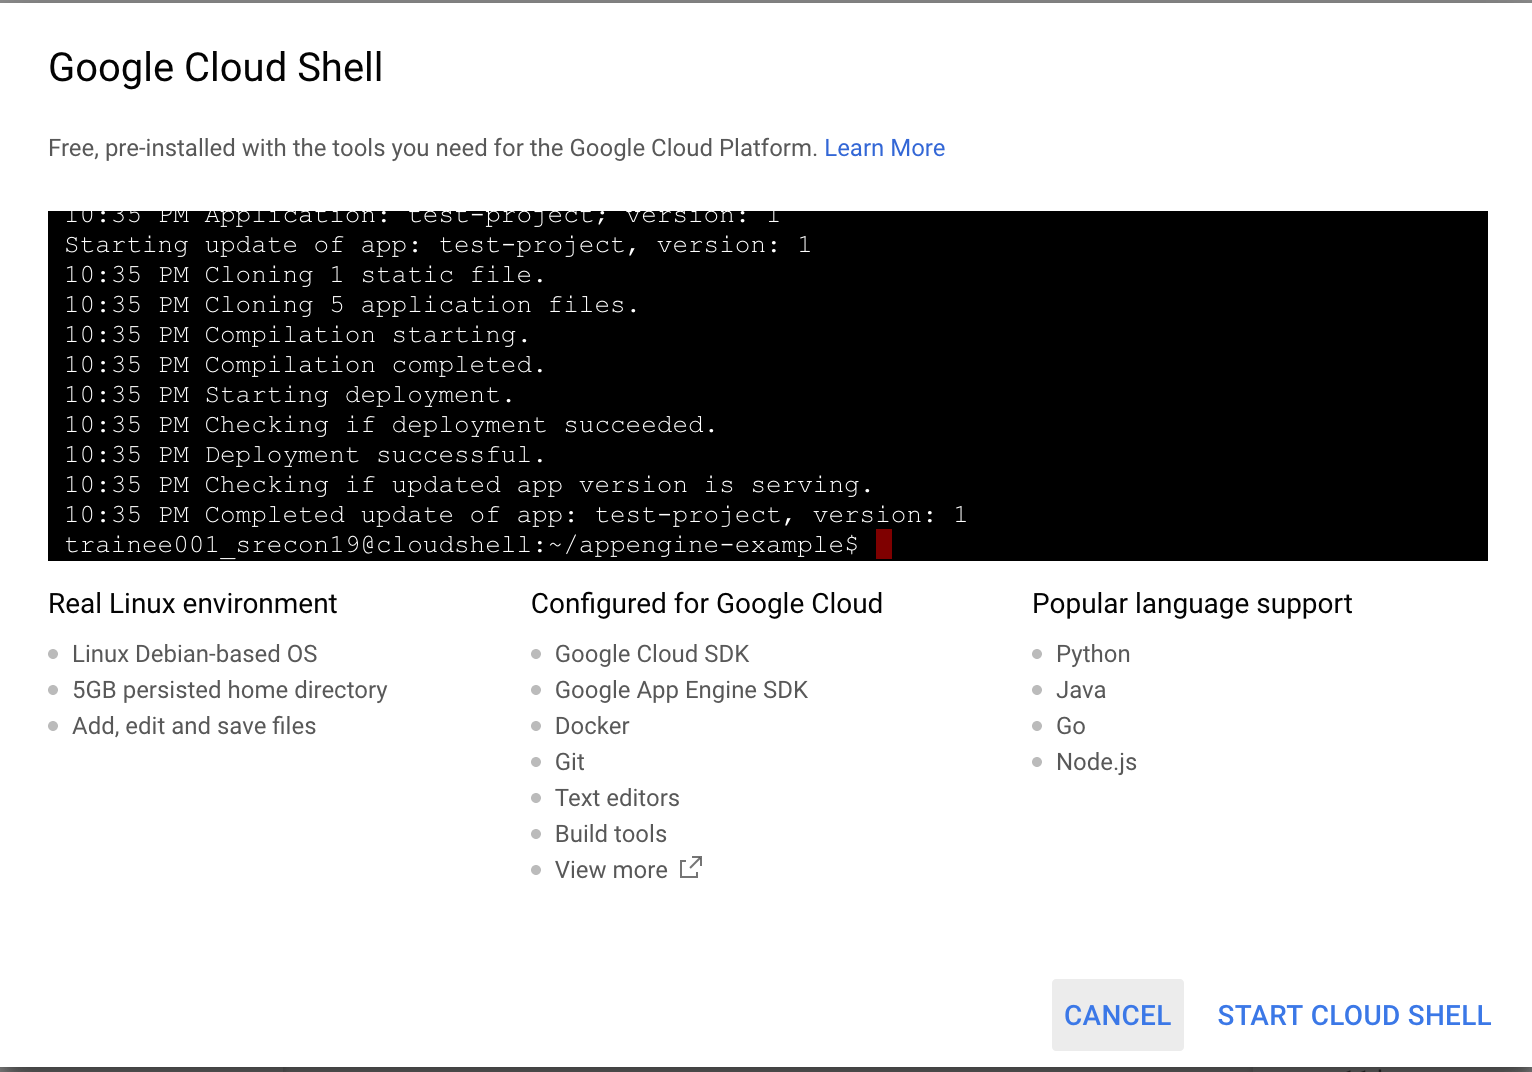 Google Cloud Shell
Free, pre-installed with the tools you need for the Google Cloud Platform. Learn More
10:35 PM Application: test-project; version: 1
Starting update of app: test-project, version: 1
10:35 PM Cloning 1 static file.
10:35 PM Cloning 5 application files.
10:35 PM Compilation starting.
10:35 PM Compilation completed.
10:35 PM Starting deployment.
10:35 PM Checking if deployment succeeded.
10:35 PM Deployment successful.
10:35 PM Checking if updated app version is serving.
10:35 PM Completed update of app: test-project, version: 1
trainee001_srecon19@cloudshell:~/appengine-example$
Real Linux environment
Linux Debian-based OS
5GB persisted home directory
Add, edit and save files
Configured for Google Cloud
Google Cloud SDK
Google App Engine SDK
Docker
Git
Text editors
Build tools
View more
Popular language support
Python
Java
Go
Node.js
CANCEL
START CLOUD SHELL